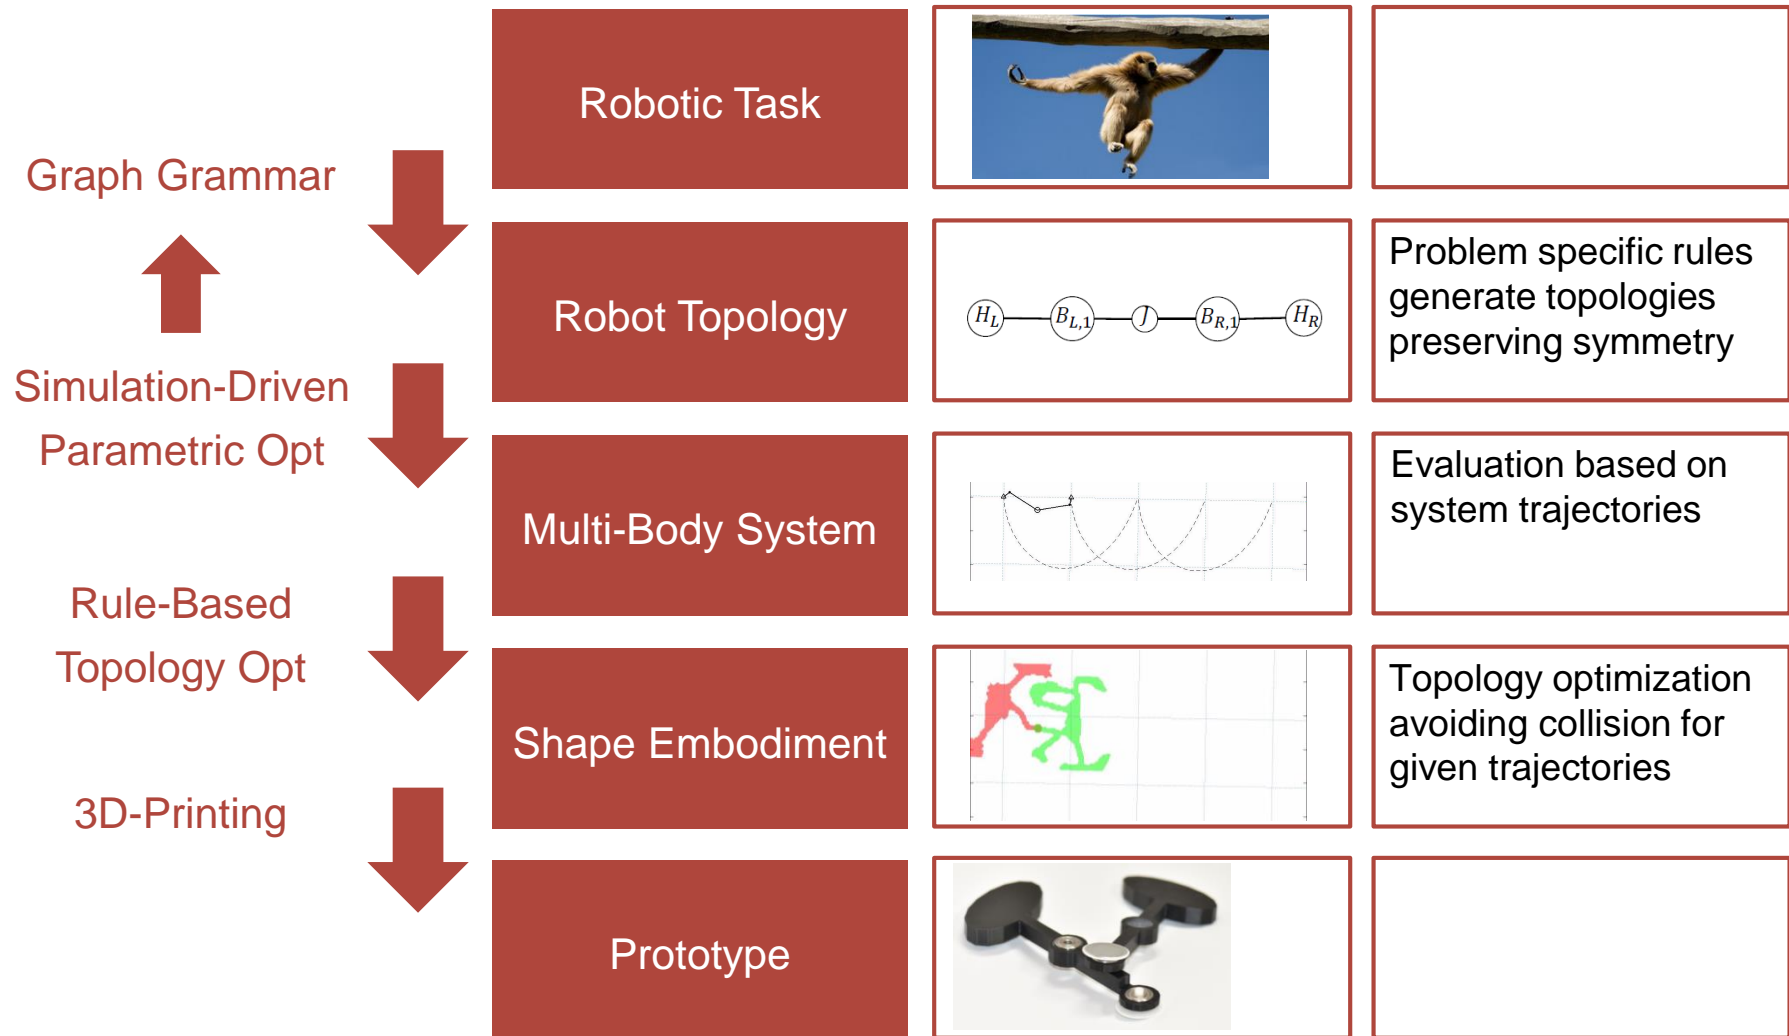 Robotic Task
Graph Grammar
Robot Topology
H_L B_{L,1} J B_{R,1} H_R
Problem specific rules
generate topologies
preserving symmetry
Simulation-Driven
Parametric Opt
Multi-Body System
Evaluation based on
system trajectories
Rule-Based
Topology Opt
Shape Embodiment
Topology optimization
avoiding collision for
given trajectories
3D-Printing
Prototype